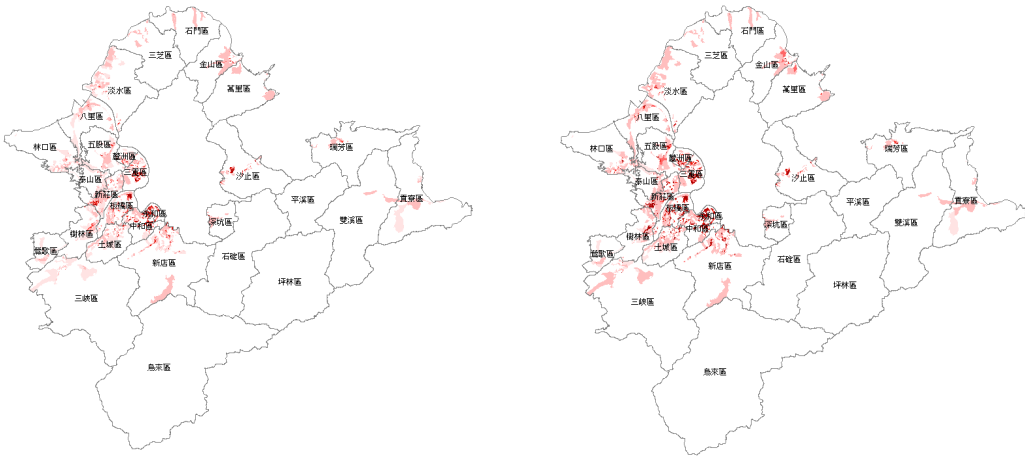 石門區
三芝區
金山區
萬里區
淡水區
八里區
林口區
五股區
蘆洲區
三重區
泰山區
汐止區
瑞芳區
新莊區
板橋區
永和區
中和區
平溪區
貢寮區
雙溪區
深坑區
樹林區
土城區
鶯歌區
新店區
石碇區
坪林區
三峽區
烏來區
石門區
三芝區
金山區
萬里區
淡水區
八里區
林口區
五股區
蘆洲區
三重區
泰山區
汐止區
瑞芳區
新莊區
板橋區
永和區
中和區
平溪區
貢寮區
雙溪區
深坑區
樹林區
土城區
鶯歌區
新店區
石碇區
坪林區
三峽區
烏來區